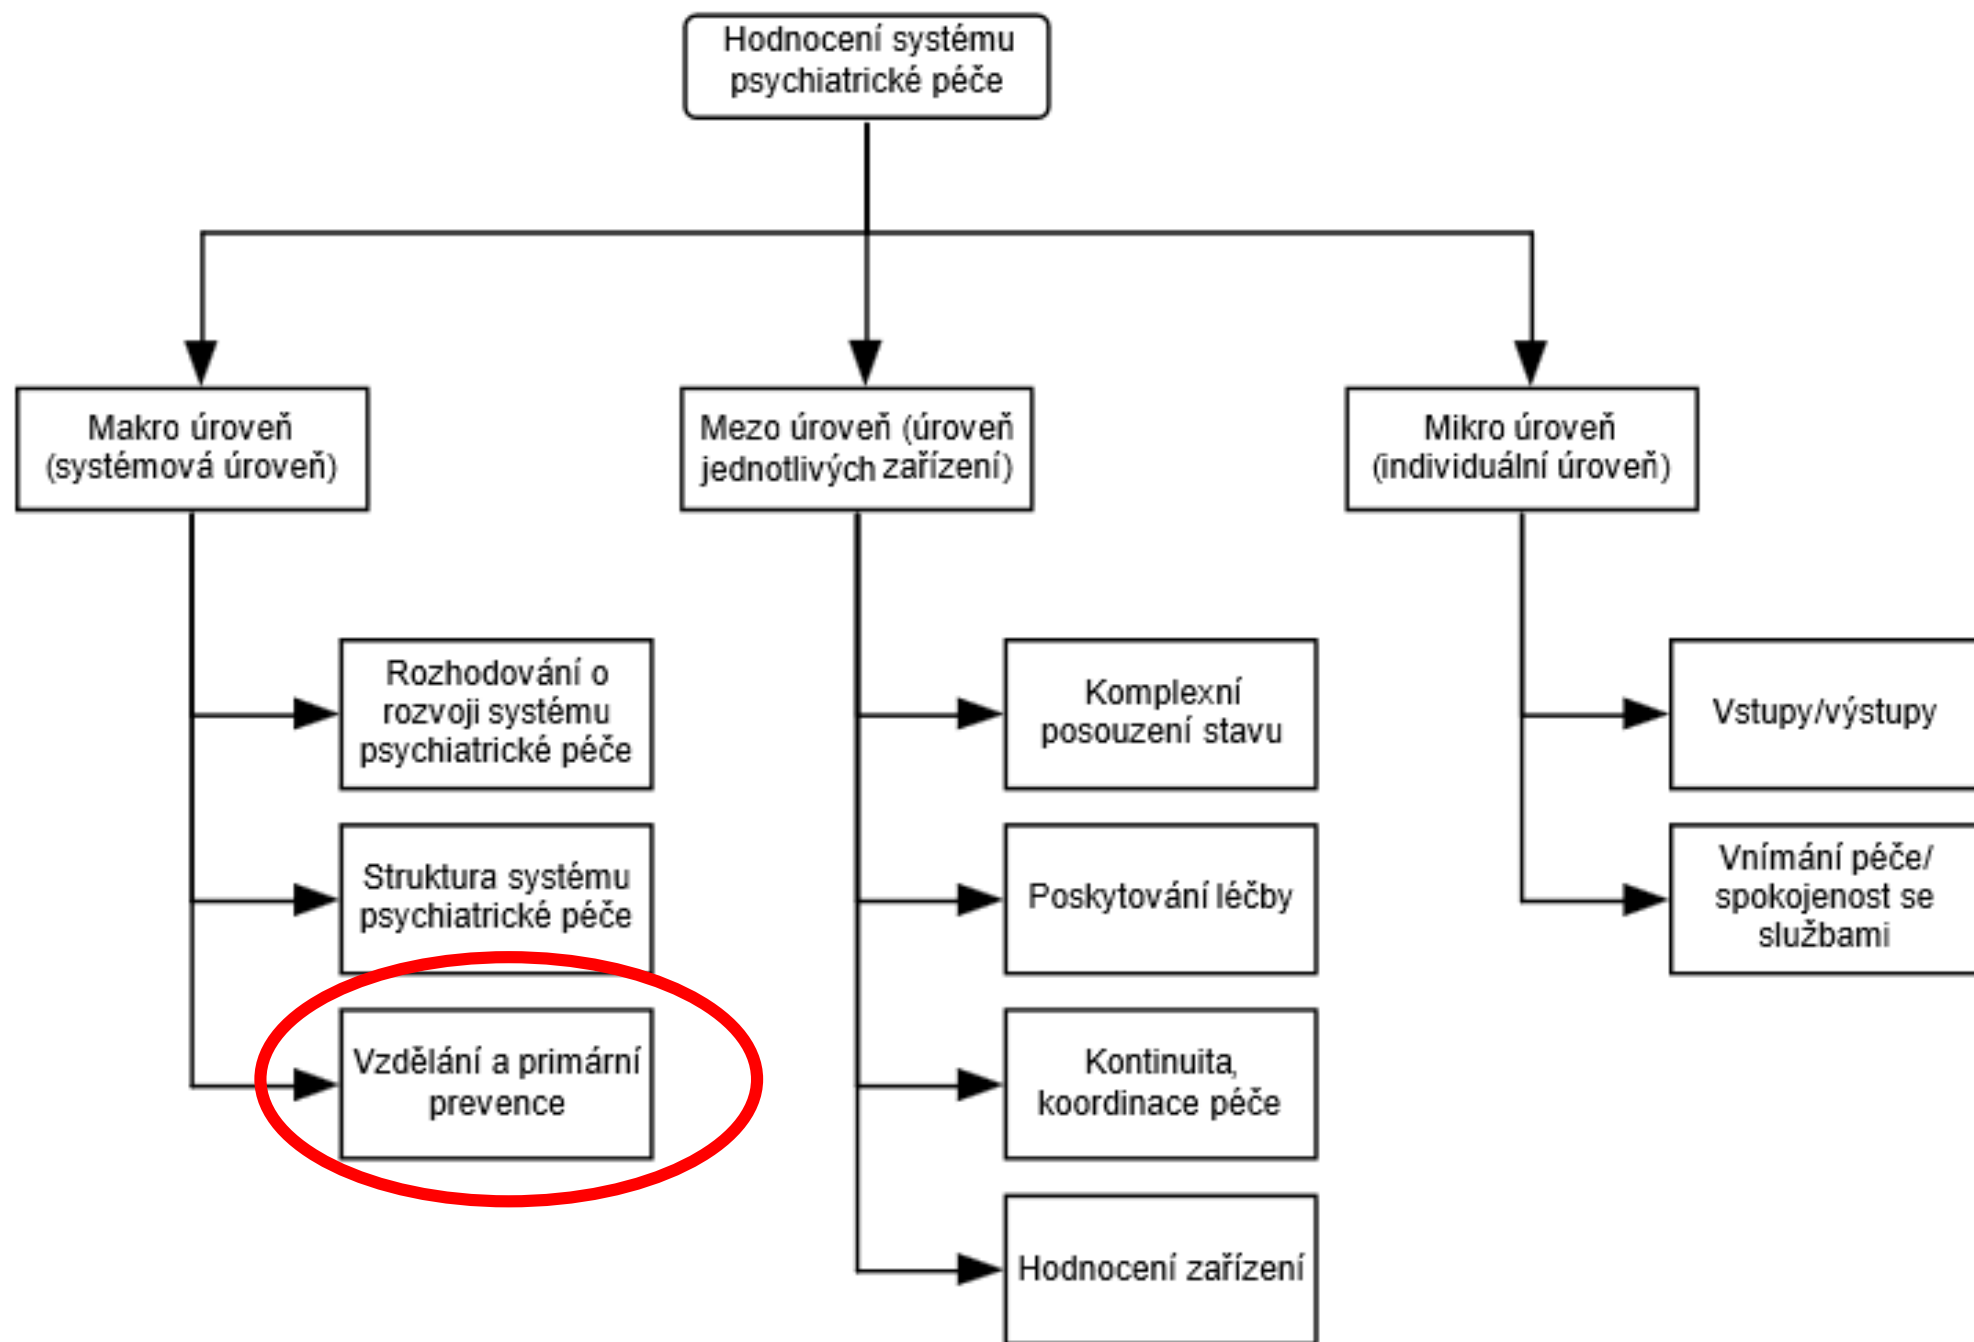 Hodnocení systému
psychiatrické péče
Makro úroveň
(systémová úroveň)
Mezo úroveň (úroveň
jednotlivých zařízení)
Mikro úroveň
(individuální úroveň)
Rozhodování o
rozvoji systému
psychiatrické péče
Struktura systému
psychiatrické péče
Vzdělání a primární
prevence
Komplexní
posouzení stavu
Poskytování léčby
Kontinuita,
koordinace péče
Hodnocení zařízení
Vstupy/výstupy
Vnímání péče/
spokojenost se
službami